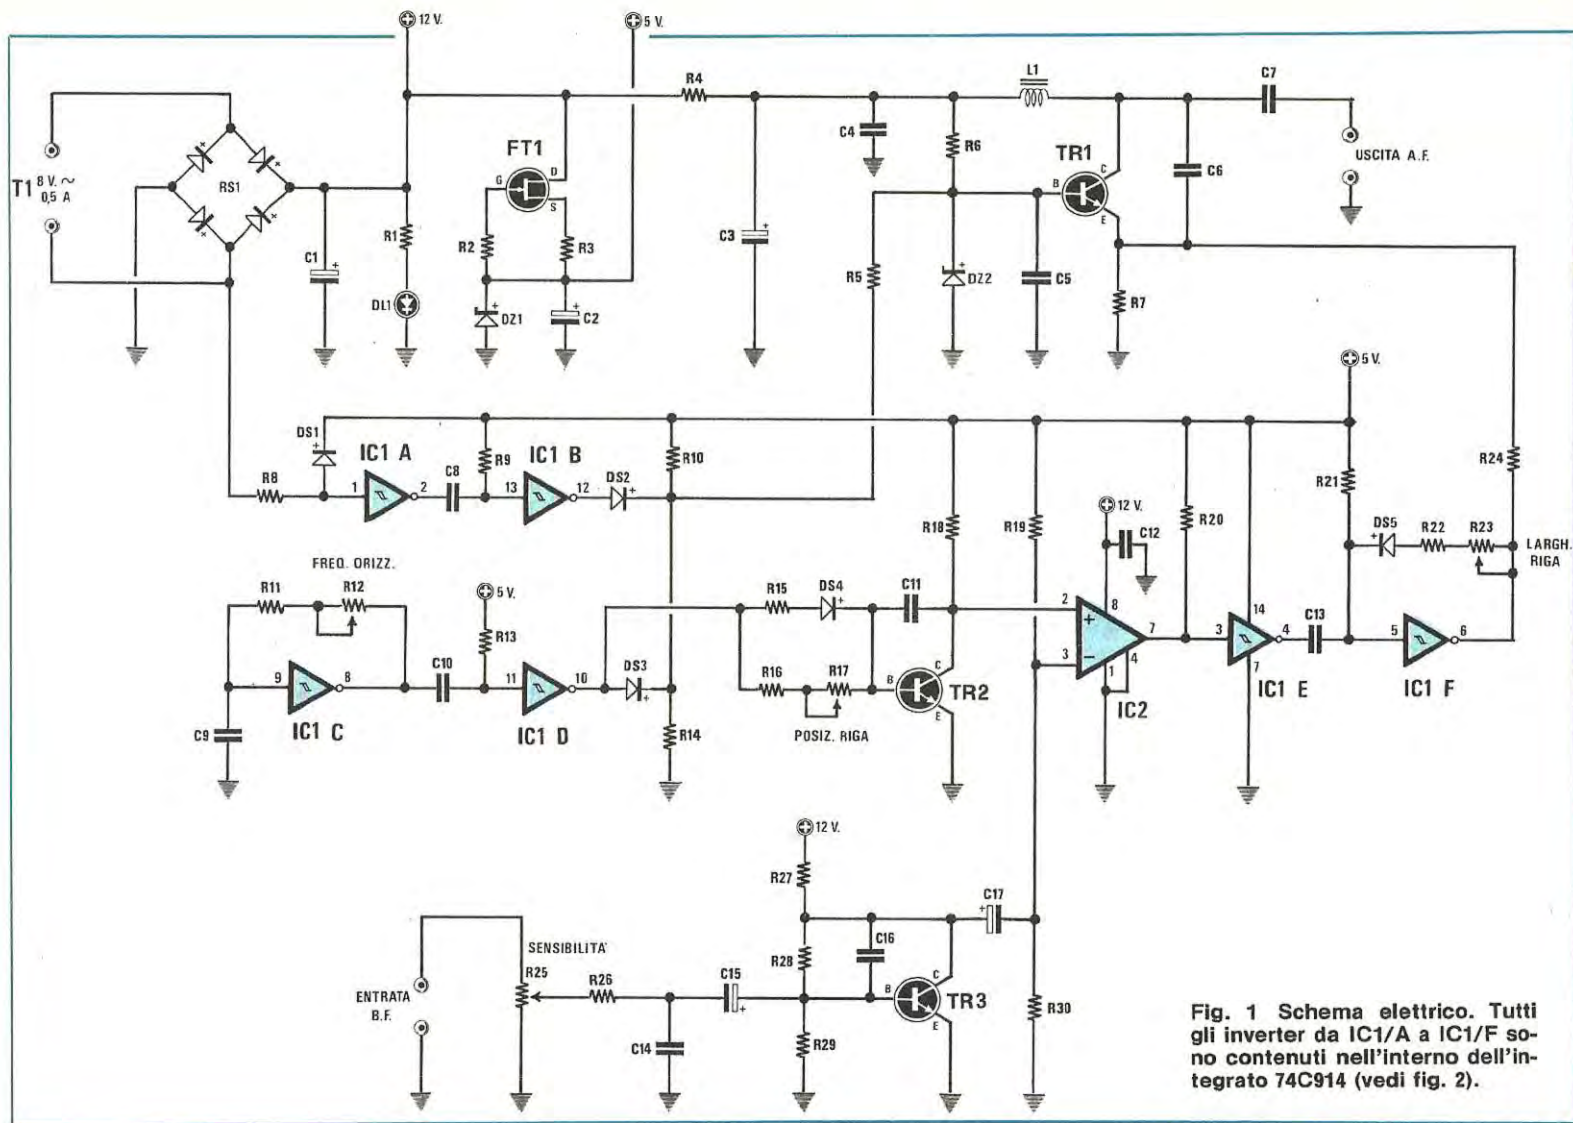 12 V.
5 V.
R4
L1
C7
C4
R6
TR1
C
B
E
C6
USCITA A.F.
T1 8 V. ~
0,5 A
RS1
FT1
G
D
S
R1
R2
R3
C3
C1
DL1
DZ1
C2
R5
DZ2
C5
R7
5 V.
DS1
IC1 A
R9
IC1 B
R10
R8
1
2
C8
13
12
DS2
R18
R19
12 V.
C12
R20
R21
R24
DS5
R22
R23
LARGH.
RIGA
FREQ. ORIZZ.
R11
R12
5 V.
R13
R15
DS4
C11
2
+
8
3
−
7
1
4
IC2
3
14
4
7
IC1 E
C13
5
6
IC1 F
9
8
C10
11
10
DS3
R16
R17
B
C
E
TR2
C9
IC1 C
IC1 D
R14
POSIZ. RIGA
12 V.
R27
C17
SENSIBILITA'
R25
R26
C15
R28
C16
C
B
E
TR3
ENTRATA
B.F.
C14
R29
R30
Fig. 1 Schema elettrico. Tutti
gli inverter da IC1/A a IC1/F so-
no contenuti nell'interno dell'in-
tegrato 74C914 (vedi fig. 2).